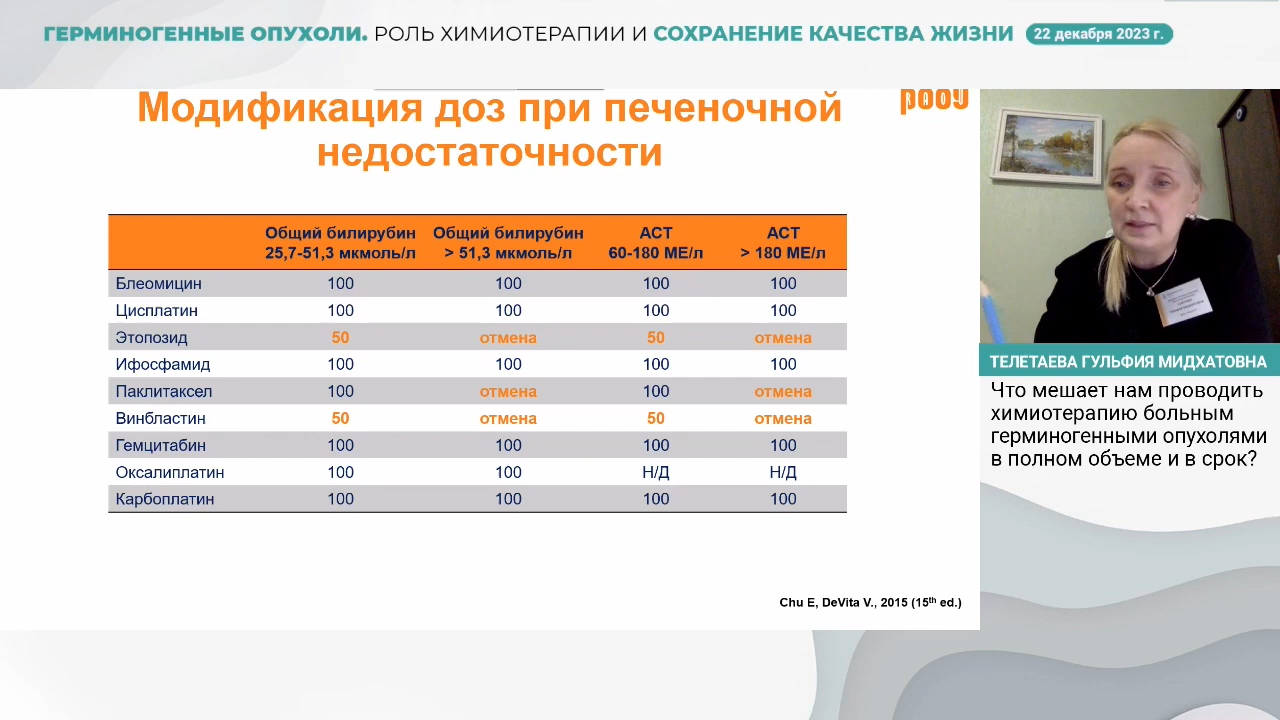 ГЕРМИНОГЕННЫЕ ОПУХОЛИ. РОЛЬ ХИМИОТЕРАПИИ И СОХРАНЕНИЕ КАЧЕСТВА ЖИЗНИ 22 декабря 2023 г.
Модификация доз при печеночной
недостаточности
Общий билирубин 25,7-51,3 мкмоль/л Общий билирубин > 51,3 мкмоль/л АСТ 60-180 МЕ/л АСТ > 180 МЕ/л
Блеомицин 100 100 100 100
Цисплатин 100 100 100 100
Этопозид 50 отмена 50 отмена
Ифосфамид 100 100 100 100
Паклитаксел 100 отмена 100 отмена
Винбластин 50 отмена 50 отмена
Гемцитабин 100 100 100 100
Оксалиплатин 100 100 Н/Д Н/Д
Карбоплатин 100 100 100 100
Chu E, DeVita V., 2015 (15th ed.)
ТЕЛЕТАЕВА ГУЛЬФИЯ МИДХАТОВНА
Что мешает нам проводить
химиотерапию больным
герминогенными опухолями
в полном объеме и в срок?